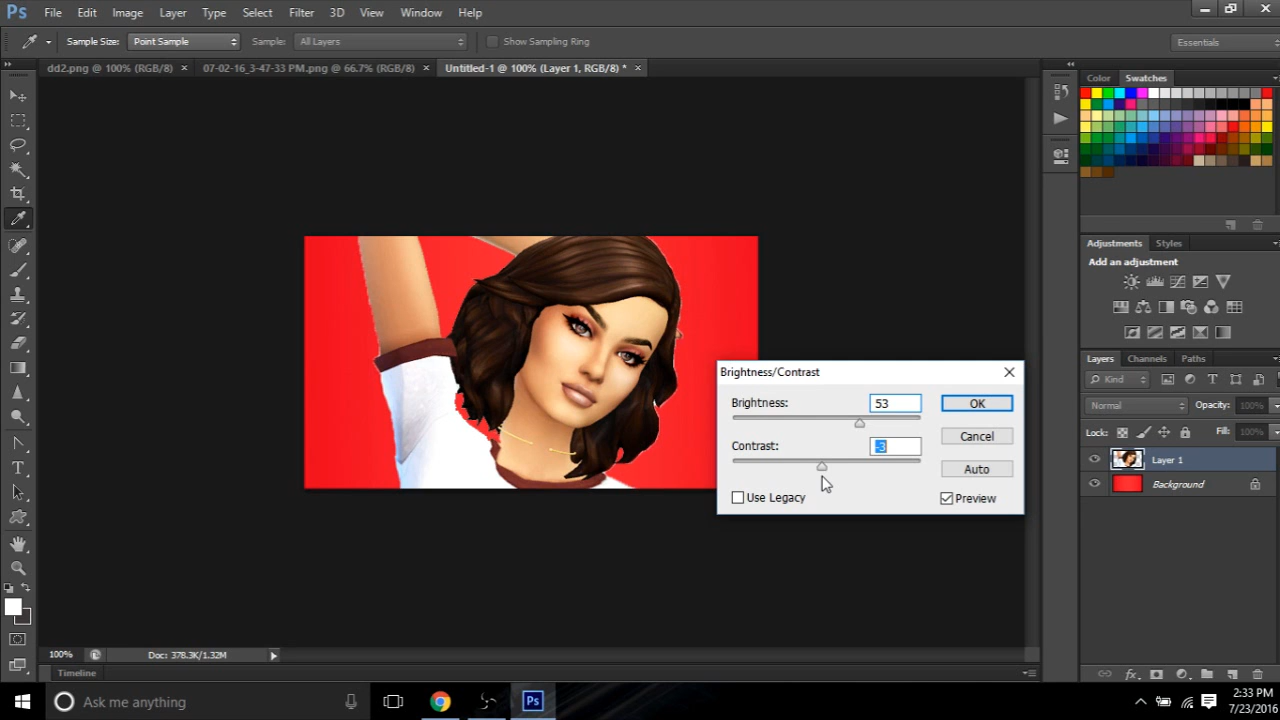 Ps File Edit Image Layer Type Select Filter 3D View Window Help
Sample Size: Point Sample Sample: All Layers Show Sampling Ring Essentials
dd2.png @ 100% (RGB/8) × 07-02-16_3-47-33 PM.png @ 66.7% (RGB/8) × Untitled-1 @ 100% (Layer 1, RGB/8) * ×
Color Swatches
Adjustments Styles
Add an adjustment
Layers Channels Paths
Kind
Normal Opacity: 100%
Lock: Fill: 100%
Layer 1
Background
Brightness/Contrast
Brightness: 53 OK
Cancel
Contrast: -3
Auto
Use Legacy Preview
100% Doc: 378.3K/1.32M
Timeline
Ask me anything Ps
2:33 PM
7/23/2016